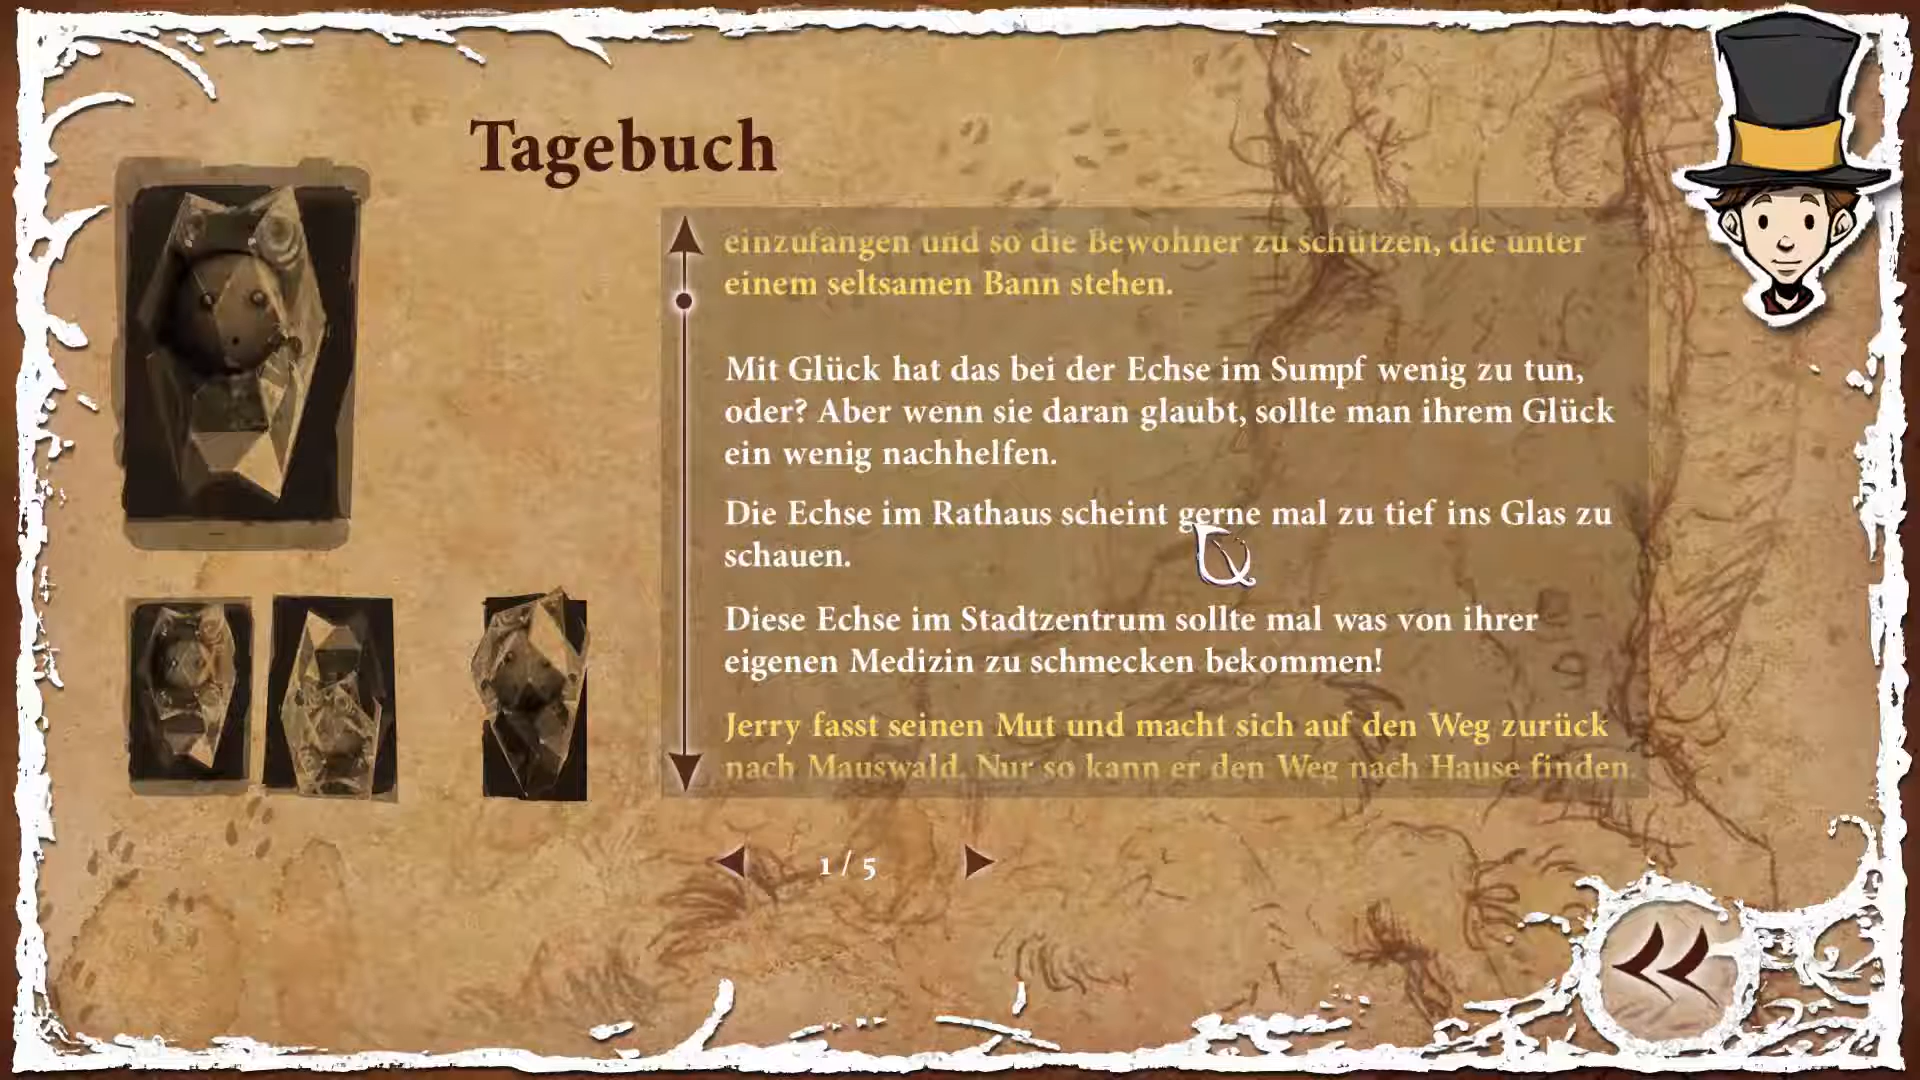 Tagebuch
einzufangen und so die Bewohner zu schützen, die unter
einem seltsamen Bann stehen.
Mit Glück hat das bei der Echse im Sumpf wenig zu tun,
oder? Aber wenn sie daran glaubt, sollte man ihrem Glück
ein wenig nachhelfen.
Die Echse im Rathaus scheint gerne mal zu tief ins Glas zu
schauen.
Diese Echse im Stadtzentrum sollte mal was von ihrer
eigenen Medizin zu schmecken bekommen!
Jerry fasst seinen Mut und macht sich auf den Weg zurück
nach Mauswald. Nur so kann er den Weg nach Hause finden.
1 / 5